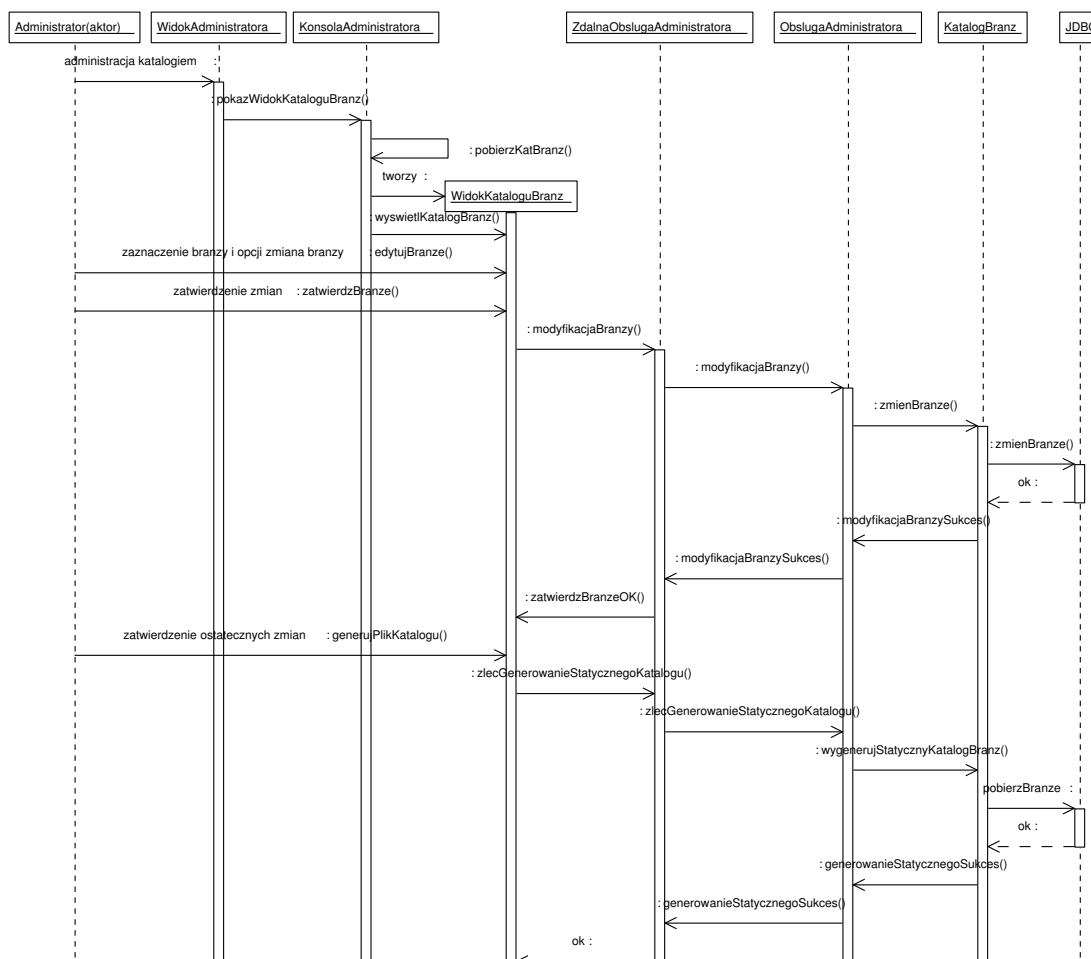 Administrator(aktor)
WidokAdministratora
KonsolaAdministratora
ZdalnaObslugaAdministratora
ObslugaAdministratora
KatalogBranz
JDBC
administracja katalogiem :
: pokazWidokKataloguBranz()
: pobierzKatBranz()
tworzy :
WidokKataloguBranz
: wyswietlKatalogBranz()
zaznaczenie branzy i opcji zmiana branzy : edytujBranze()
zatwierdzenie zmian : zatwierdzBranze()
: modyfikacjaBranzy()
: modyfikacjaBranzy()
: zmienBranze()
: zmienBranze()
ok :
: modyfikacjaBranzySukces()
: modyfikacjaBranzySukces()
: zatwierdzBranzeOK()
zatwierdzenie ostatecznych zmian : generujPlikKatalogu()
: zlecGenerowanieStatycznegoKatalogu()
: zlecGenerowanieStatycznegoKatalogu()
: wygenerujStatycznyKatalogBranz()
pobierzBranze :
ok :
: generowanieStatycznegoSukces()
: generowanieStatycznegoSukces()
ok :